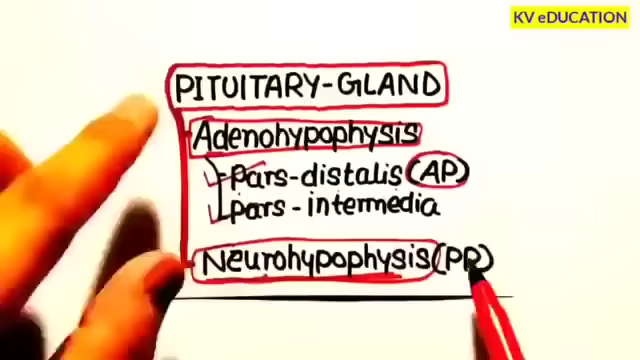 KV eDUCATION
PITUITARY-GLAND
Adenohypophysis
pars-distalis (AP)
pars-intermedia
Neurohypophysis (PP)